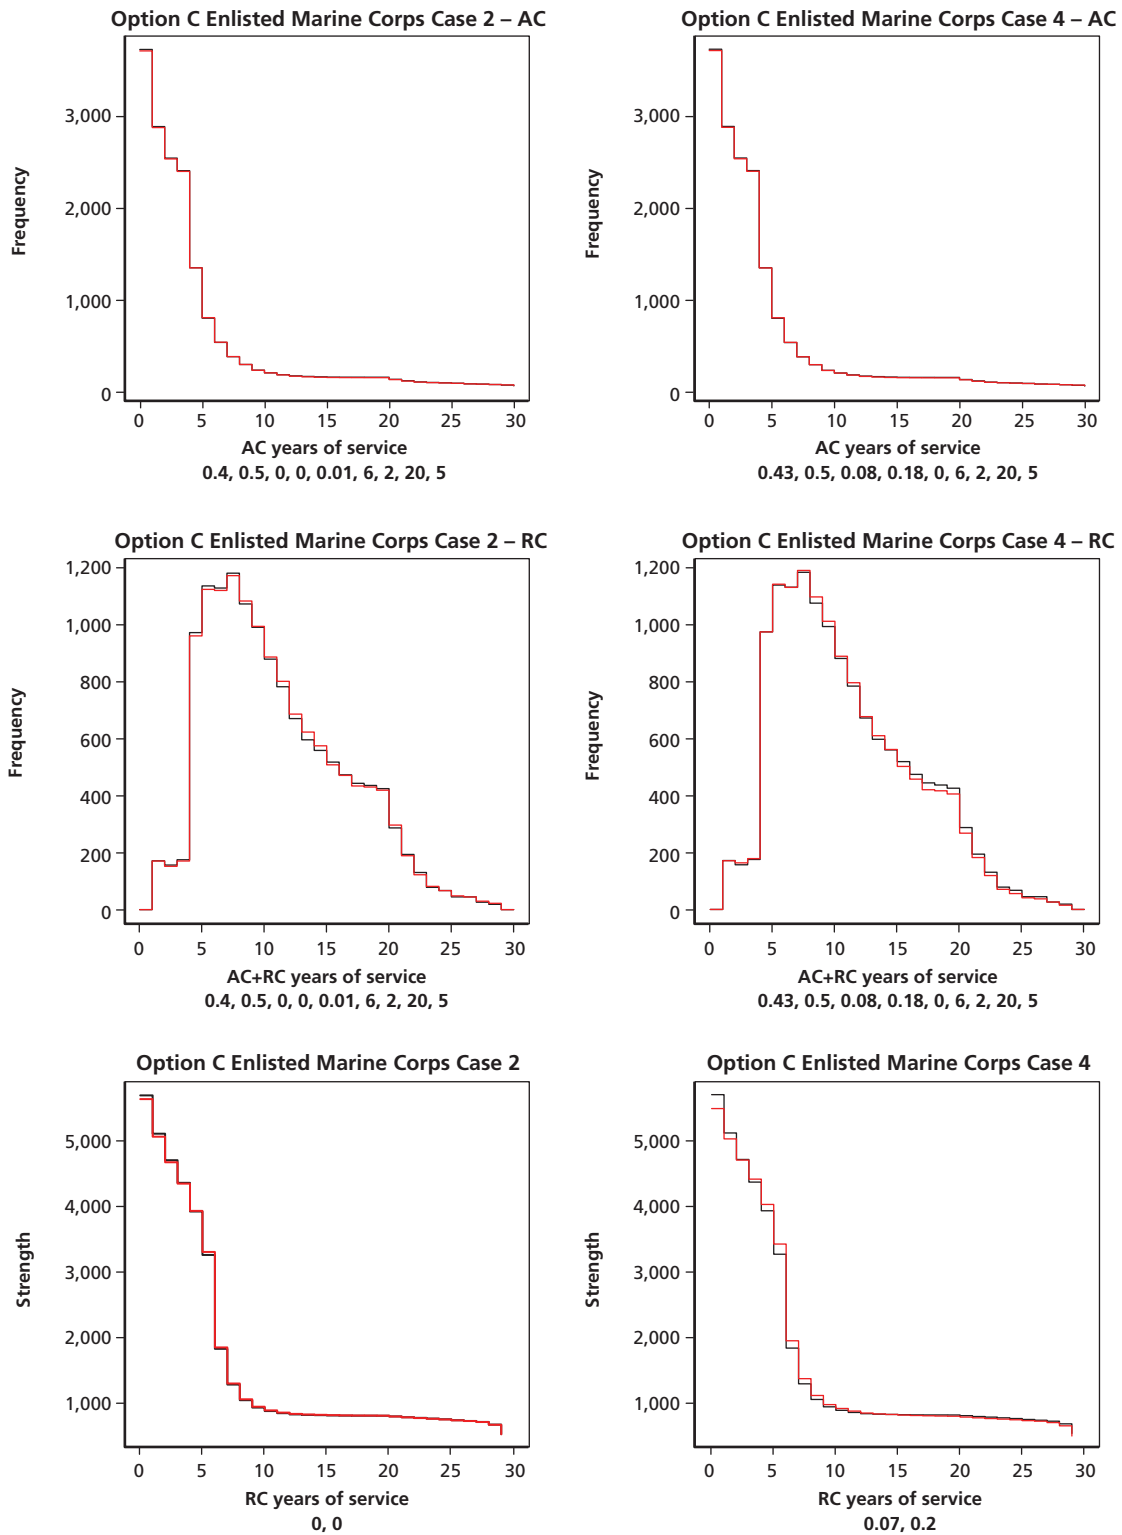 Option C Enlisted Marine Corps Case 2 – AC
Frequency
3,000
2,000
1,000
0
0 5 10 15 20 25 30
AC years of service
0.4, 0.5, 0, 0, 0.01, 6, 2, 20, 5
Option C Enlisted Marine Corps Case 4 – AC
Frequency
3,000
2,000
1,000
0
0 5 10 15 20 25 30
AC years of service
0.43, 0.5, 0.08, 0.18, 0, 6, 2, 20, 5
Option C Enlisted Marine Corps Case 2 – RC
Frequency
1,200
1,000
800
600
400
200
0
0 5 10 15 20 25 30
AC+RC years of service
0.4, 0.5, 0, 0, 0.01, 6, 2, 20, 5
Option C Enlisted Marine Corps Case 4 – RC
Frequency
1,200
1,000
800
600
400
200
0
0 5 10 15 20 25 30
AC+RC years of service
0.43, 0.5, 0.08, 0.18, 0, 6, 2, 20, 5
Option C Enlisted Marine Corps Case 2
Strength
5,000
4,000
3,000
2,000
1,000
0 5 10 15 20 25 30
RC years of service
0, 0
Option C Enlisted Marine Corps Case 4
Strength
5,000
4,000
3,000
2,000
1,000
0 5 10 15 20 25 30
RC years of service
0.07, 0.2